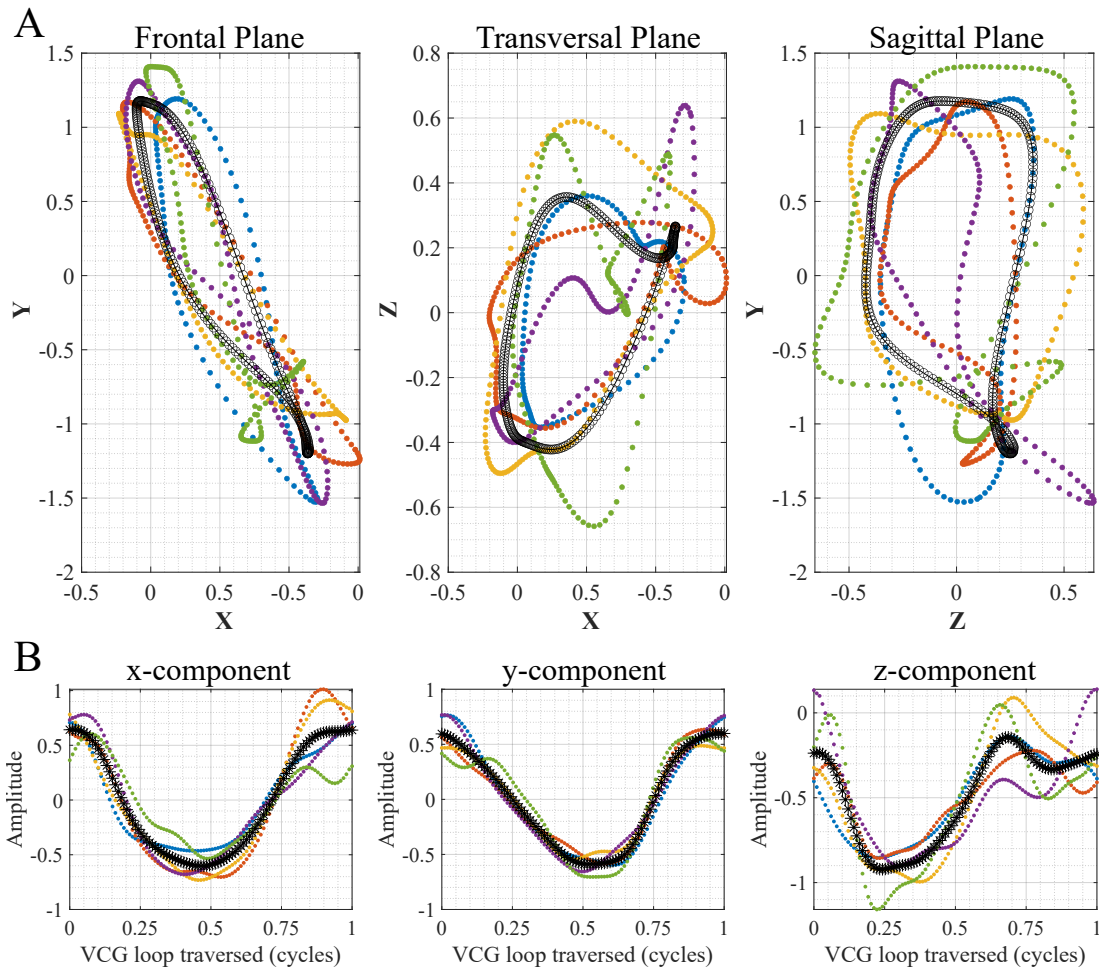 A
Frontal Plane
Transversal Plane
Sagittal Plane
1.5
1
0.5
0
-0.5
-1
-1.5
-2
Y
-0.5 0 0.5 -0.5 0
X
0.8
0.6
0.4
0.2
0
-0.2
-0.4
-0.6
-0.8
Z
-0.5 0 0.5 -0.5 0
X
1.5
1
0.5
0
-0.5
-1
-1.5
-2
Y
-0.5 0 0.5
Z
B
x-component
y-component
z-component
1
0.5
0
-0.5
-1
Amplitude
0 0.25 0.5 0.75 1
VCG loop traversed (cycles)
1
0.5
0
-0.5
-1
Amplitude
0 0.25 0.5 0.75 1
VCG loop traversed (cycles)
0
-0.5
-1
Amplitude
0 0.25 0.5 0.75 1
VCG loop traversed (cycles)